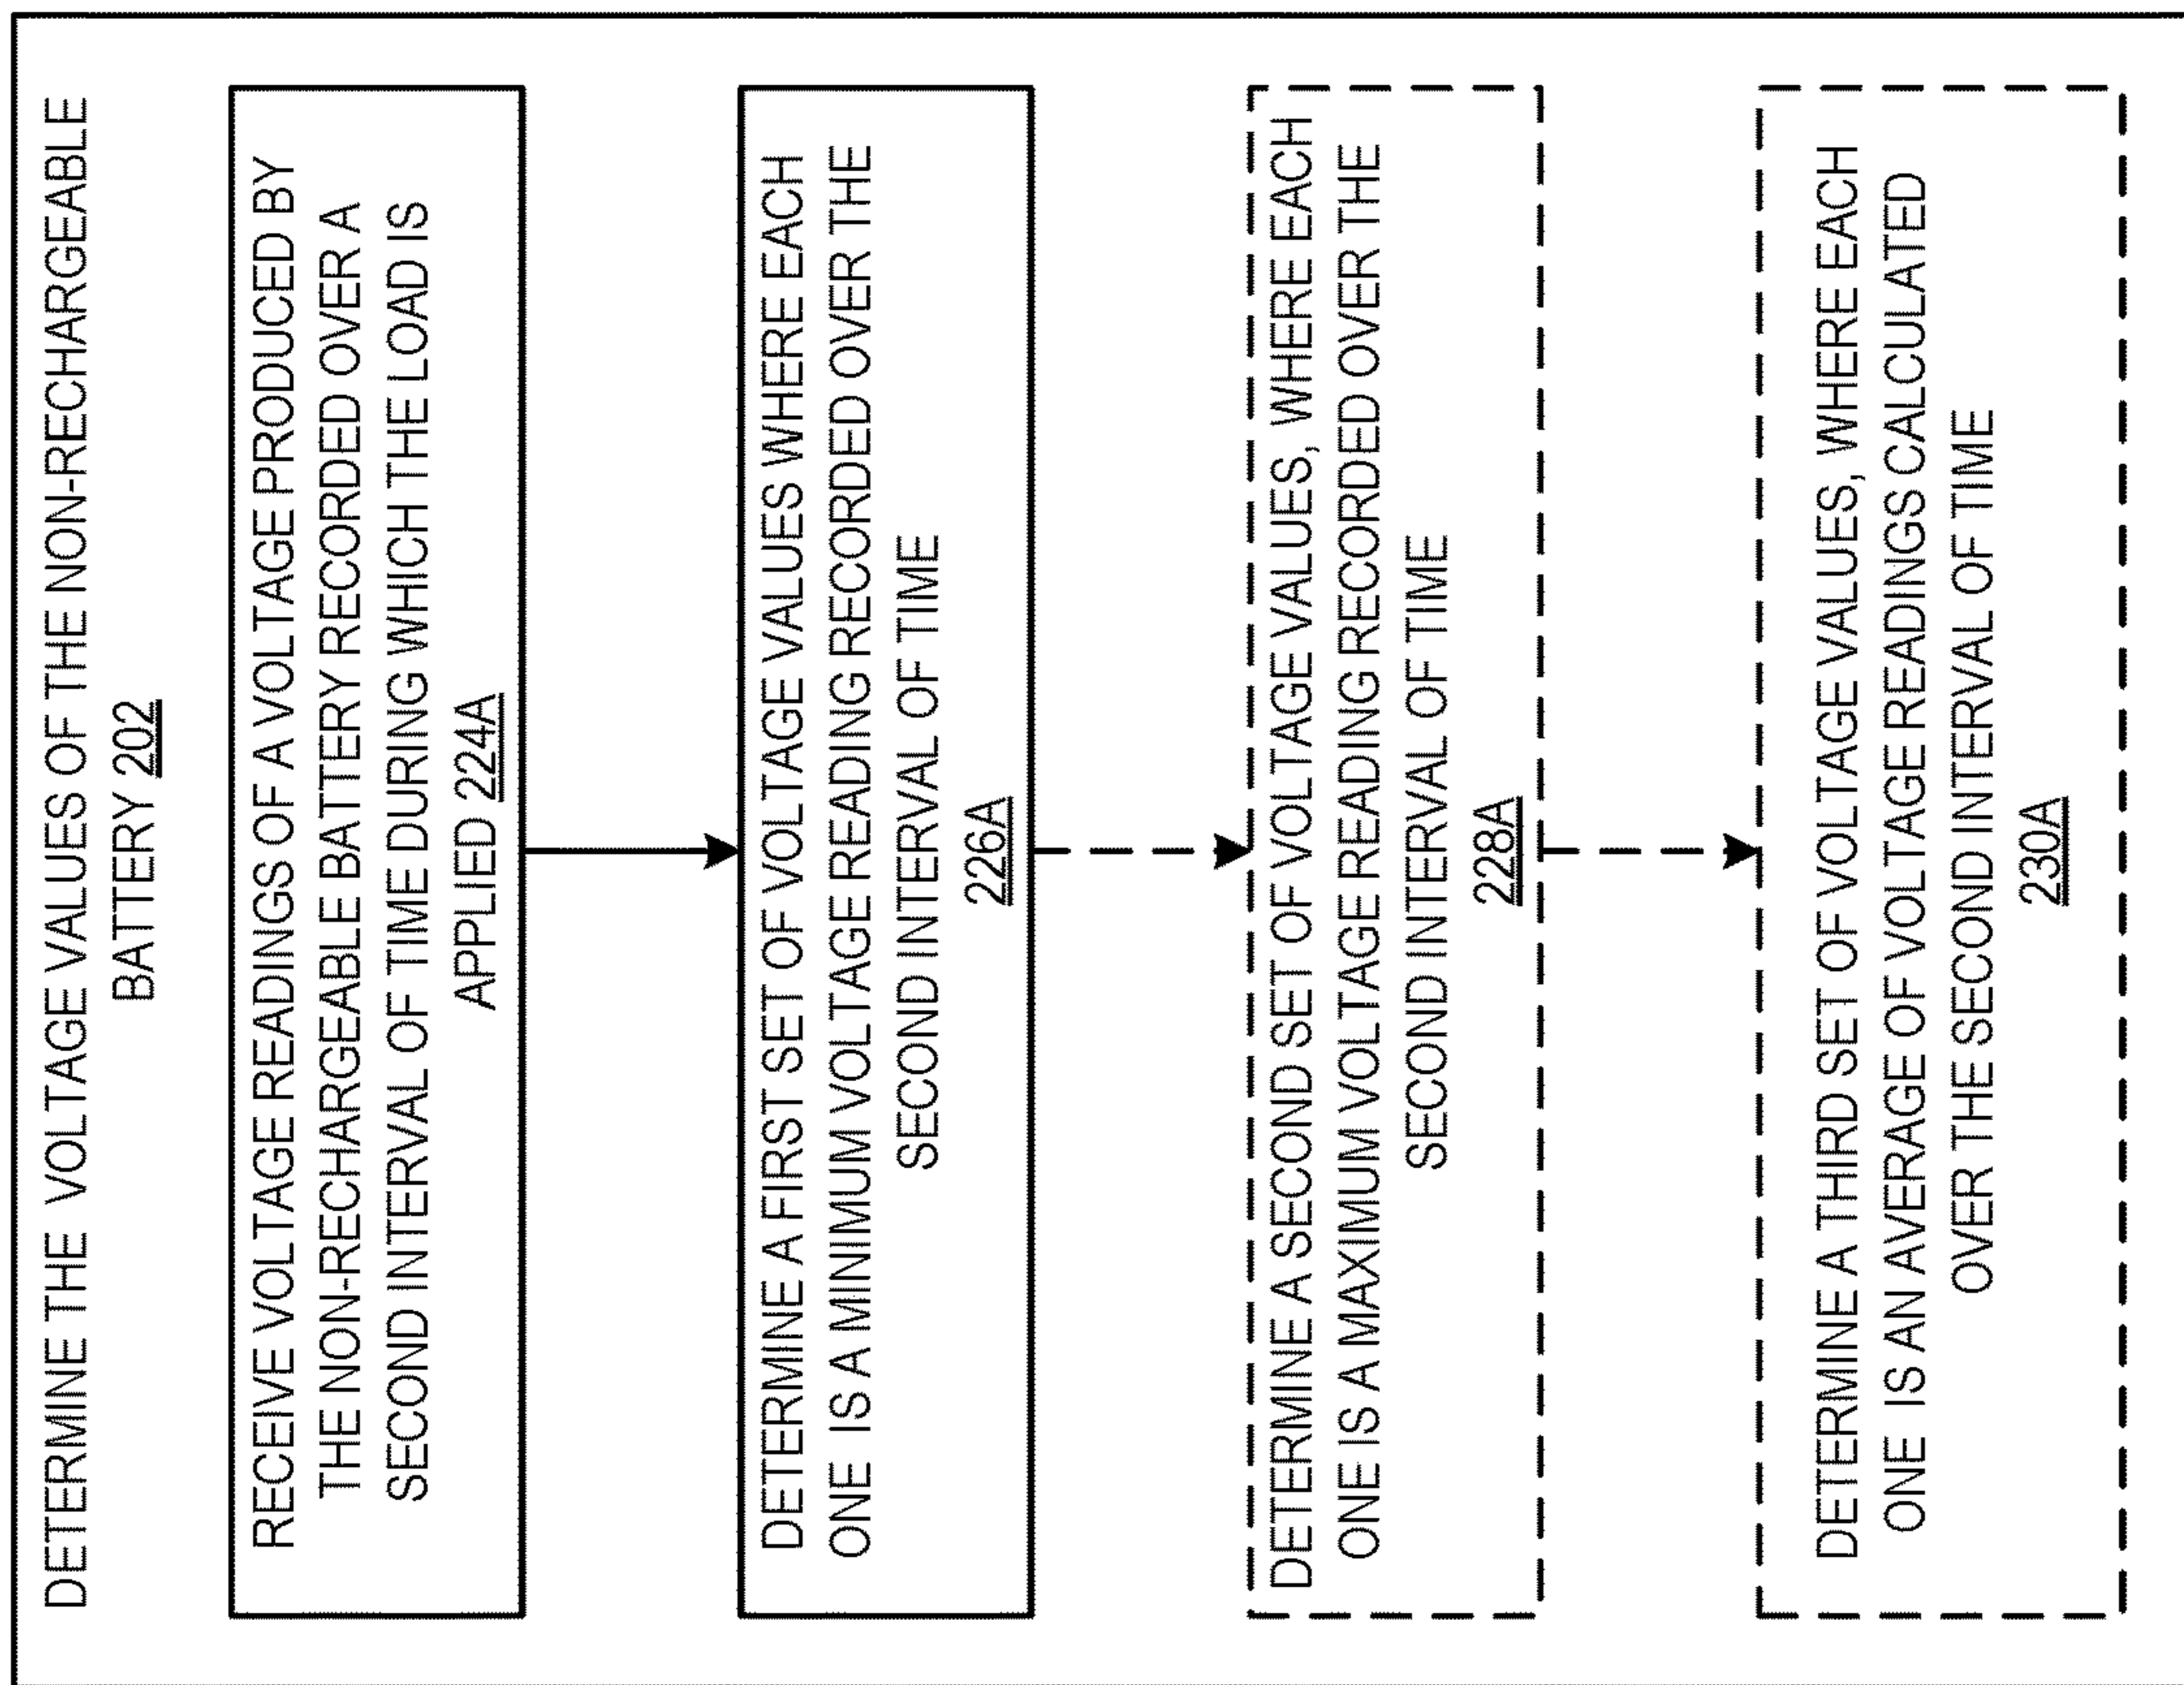 DETERMINE THE VOLTAGE VALUES OF THE NON-RECHARGEABLE
BATTERY 202
RECEIVE VOLTAGE READINGS OF A VOLTAGE PRODUCED BY
THE NON-RECHARGEABLE BATTERY RECORDED OVER A
SECOND INTERVAL OF TIME DURING WHICH THE LOAD IS
APPLIED 224A
DETERMINE A FIRST SET OF VOLTAGE VALUES WHERE EACH
ONE IS A MINIMUM VOLTAGE READING RECORDED OVER THE
SECOND INTERVAL OF TIME
226A
DETERMINE A SECOND SET OF VOLTAGE VALUES, WHERE EACH
ONE IS A MAXIMUM VOLTAGE READING RECORDED OVER THE
SECOND INTERVAL OF TIME
228A
DETERMINE A THIRD SET OF VOLTAGE VALUES, WHERE EACH
ONE IS AN AVERAGE OF VOLTAGE READINGS CALCULATED
OVER THE SECOND INTERVAL OF TIME
230A